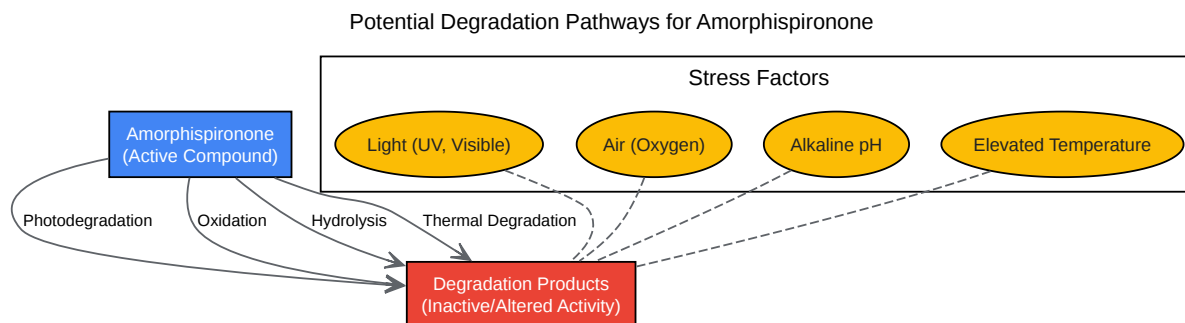 Potential Degradation Pathways for Amorphispironone
Stress Factors
Amorphispironone
(Active Compound)
Light (UV, Visible)
Air (Oxygen)
Alkaline pH
Elevated Temperature
Photodegradation
Oxidation
Hydrolysis
Thermal Degradation
Degradation Products
(Inactive/Altered Activity)